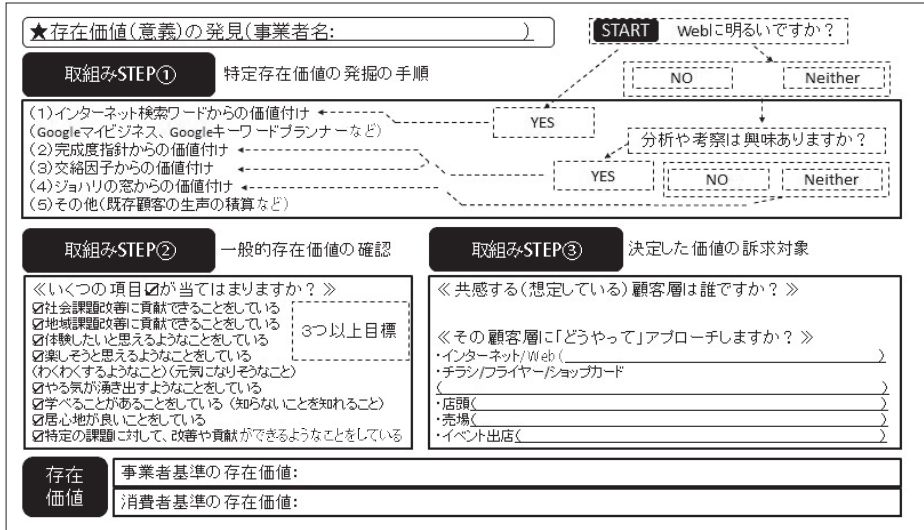 ★存在価値(意義)の発見(事業者名:                    )
START Webに明るいですか?
NO Neither
取組みSTEP① 特定存在価値の発掘の手順
(1)インターネット検索ワードからの価値付け
(Googleマイビジネス、Googleキーワードプランナーなど)
(2)完成度指針からの価値付け
(3)交絡因子からの価値付け
(4)ジョハリの窓からの価値付け
(5)その他(既存顧客の生声の積算など)
YES
分析や考察は興味ありますか?
YES NO Neither
取組みSTEP② 一般的存在価値の確認
≪いくつの項目☑が当てはまりますか?≫
☑社会課題改善に貢献できることをしている
☑地域課題改善に貢献できることをしている
☑体験したいと思えるようなことをしている
☑楽しそうと思えるようなことをしている
(わくわくするようなこと)(元気になりそうなこと)
☑やる気が湧き出すようなことをしている
☑学べることがあることをしている (知らないことを知れること)
☑居心地が良いことをしている
☑特定の課題に対して、改善や貢献ができるようなことをしている
3つ以上目標
取組みSTEP③ 決定した価値の訴求対象
≪共感する(想定している)顧客層は誰ですか?≫
≪その顧客層に「どうやって」アプローチしますか?≫
・インターネット/Web(                    )
・チラシ/フライヤー/ショップカード
(                    )
・店頭(                    )
・売場(                    )
・イベント出店(                    )
存在
価値
事業者基準の存在価値:
消費者基準の存在価値: